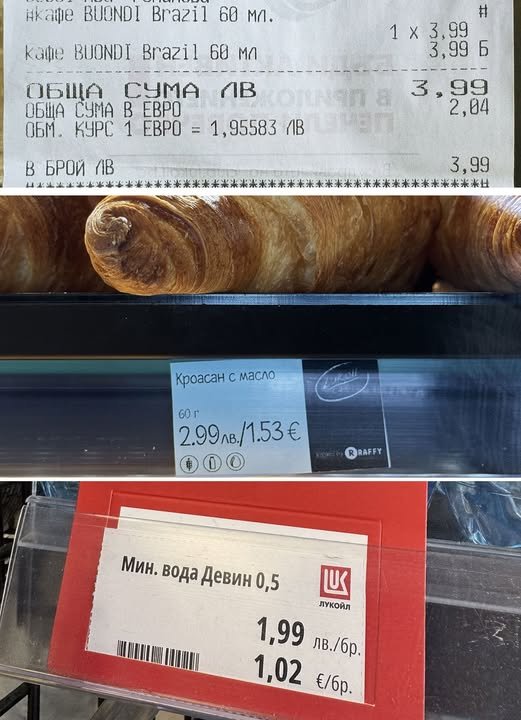 #кафе BUONDI Brazil 60 мл. #
1 x 3,99
кафе BUONDI Brazil 60 мл 3,99 Б
ОБЩА СУМА ЛВ 3,99
ОБЩА СУМА В ЕВРО 2,04
ОБМ. КУРС 1 ЕВРО = 1,95583 ЛВ
В БРОЙ ЛВ 3,99
Кроасан с масло
60 г
2.99лв./1.53 €
by RAFFY
Мин. вода Девин 0,5
ЛУКОЙЛ
1,99 лв./бр.
1,02 €/бр.